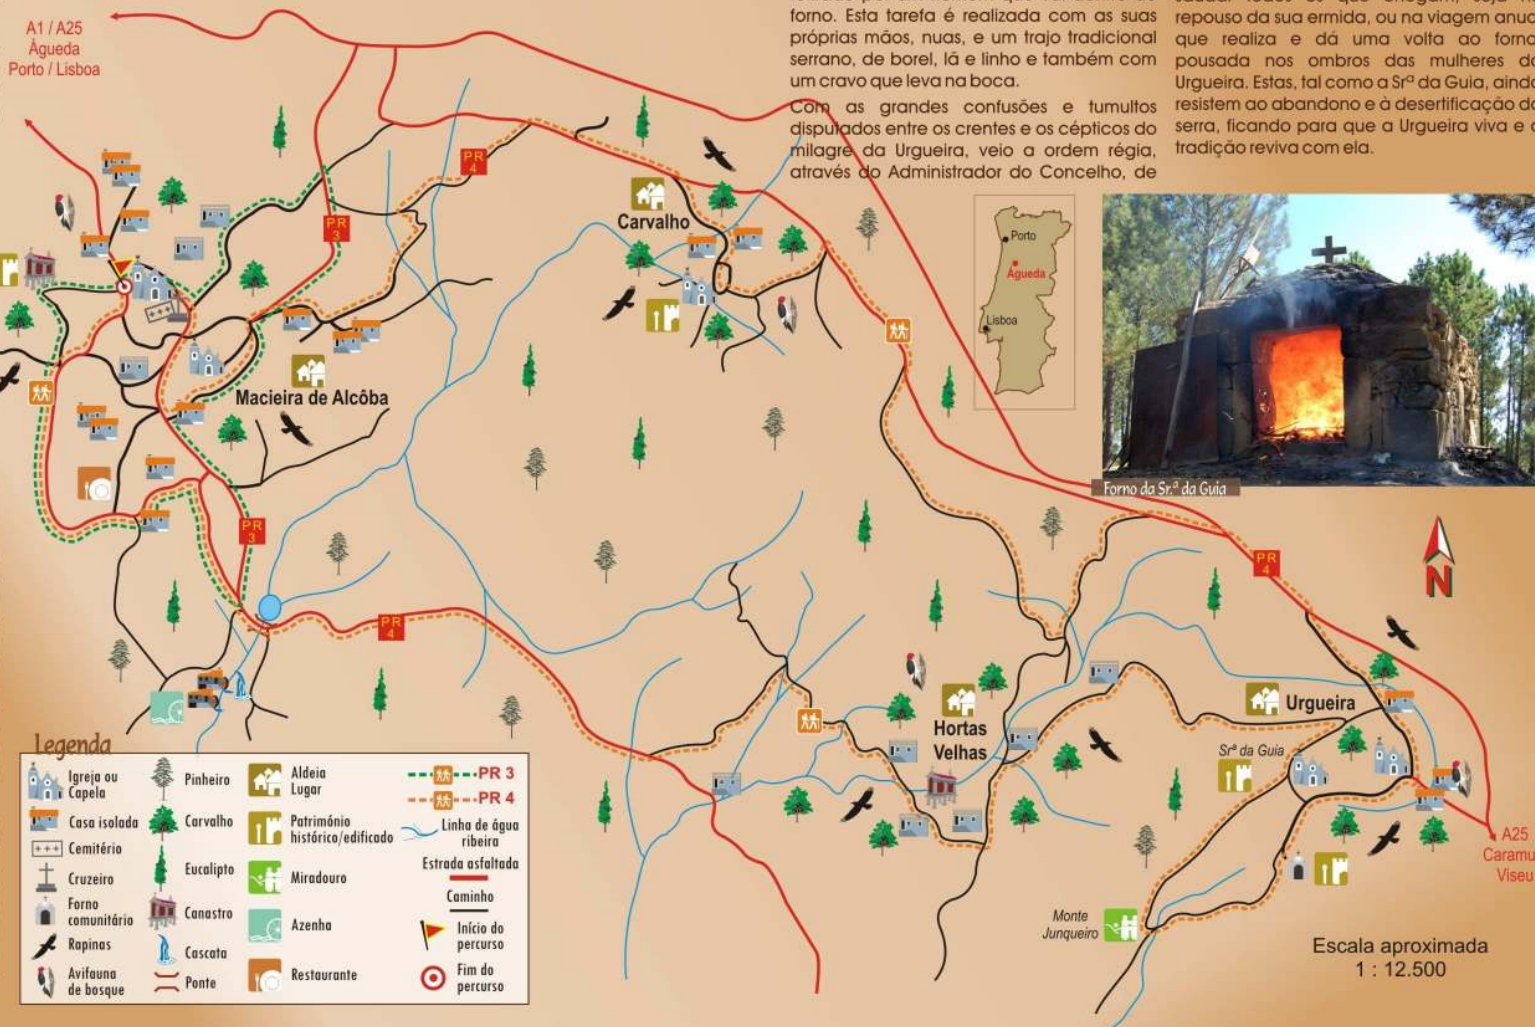 forno. Esta tarefa é realizada com as suas
próprias mãos, nuas, e um trajo tradicional
serrano, de borel, lã e linho e também com
um cravo que leva na boca.
Com as grandes confusões e tumultos
disputados entre os crentes e os cépticos do
milagre da Urgueira, veio a ordem régia,
através do Administrador do Concelho, de
repouso da sua ermida, ou na viagem
que realiza e dá uma volta ao forno
pousada nos ombros das mulheres
Urgueira. Estas, tal como a Srª da Guia,
resistem ao abandono e à desertificação
serra, ficando para que a Urgueira viva e
tradição reviva com ela.
A1 / A25
Àgueda
Porto / Lisboa
PR
4
PR
3
Carvalho
Porto
Águeda
Lisboa
Macieira de Alcôba
Forno da Sr.ª da Guia
PR
3
PR
4
PR
4
N
Hortas
Velhas
Urgueira
Srª da Guia
A25
Viseu
Monte
Junqueiro
Escala aproximada
1 : 12.500
Legenda
Igreja ou
Capela
Casa isolada
Cemitério
Cruzeiro
Forno
comunitário
Rapinas
Avifauna
de bosque
Pinheiro
Carvalho
Eucalipto
Canastro
Cascata
Ponte
Aldeia
Lugar
Património
histórico/edificado
Miradouro
Azenha
Restaurante
PR 3
PR 4
Linha de água
ribeira
Estrada asfaltada
Caminho
Início do
percurso
Fim do
percurso